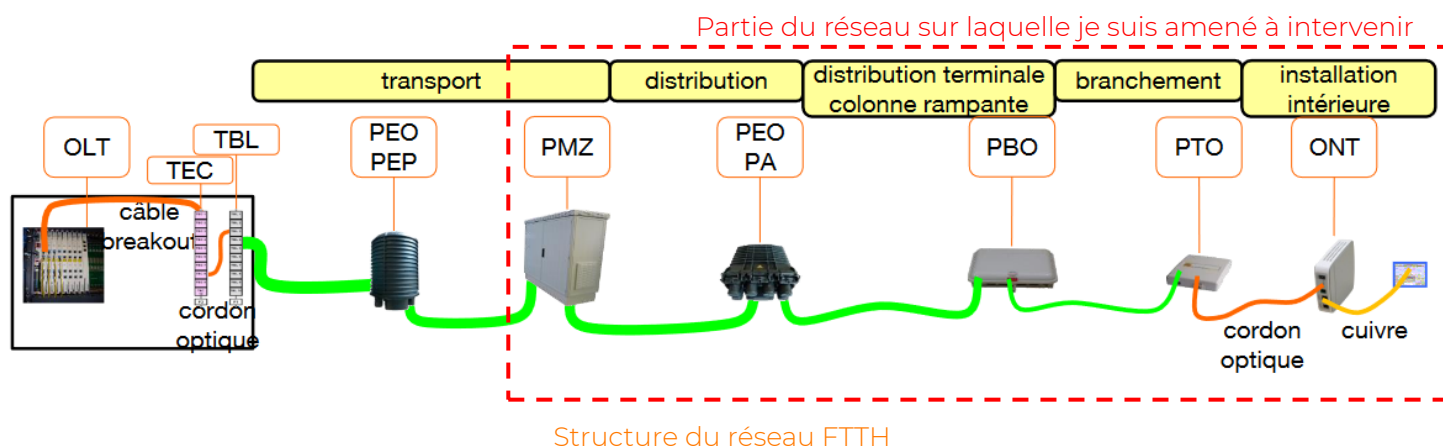 Partie du réseau sur laquelle je suis amené à intervenir
transport
distribution
distribution terminale
colonne rampante
branchement
installation
intérieure
OLT
TEC
TBL
PEO
PEP
PMZ
PEO
PA
PBO
PTO
ONT
câble
breakout
cordon
optique
cordon
optique
cuivre
Structure du réseau FTTH